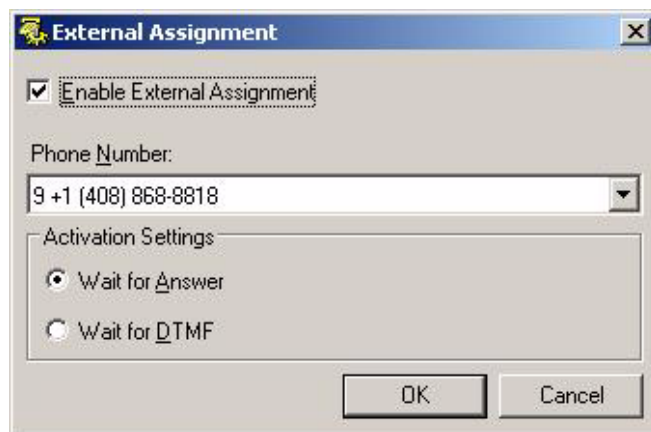 External Assignment
Enable External Assignment
Phone Number:
9 +1 (408) 868-8818
Activation Settings
Wait for Answer
Wait for DTMF
OK Cancel